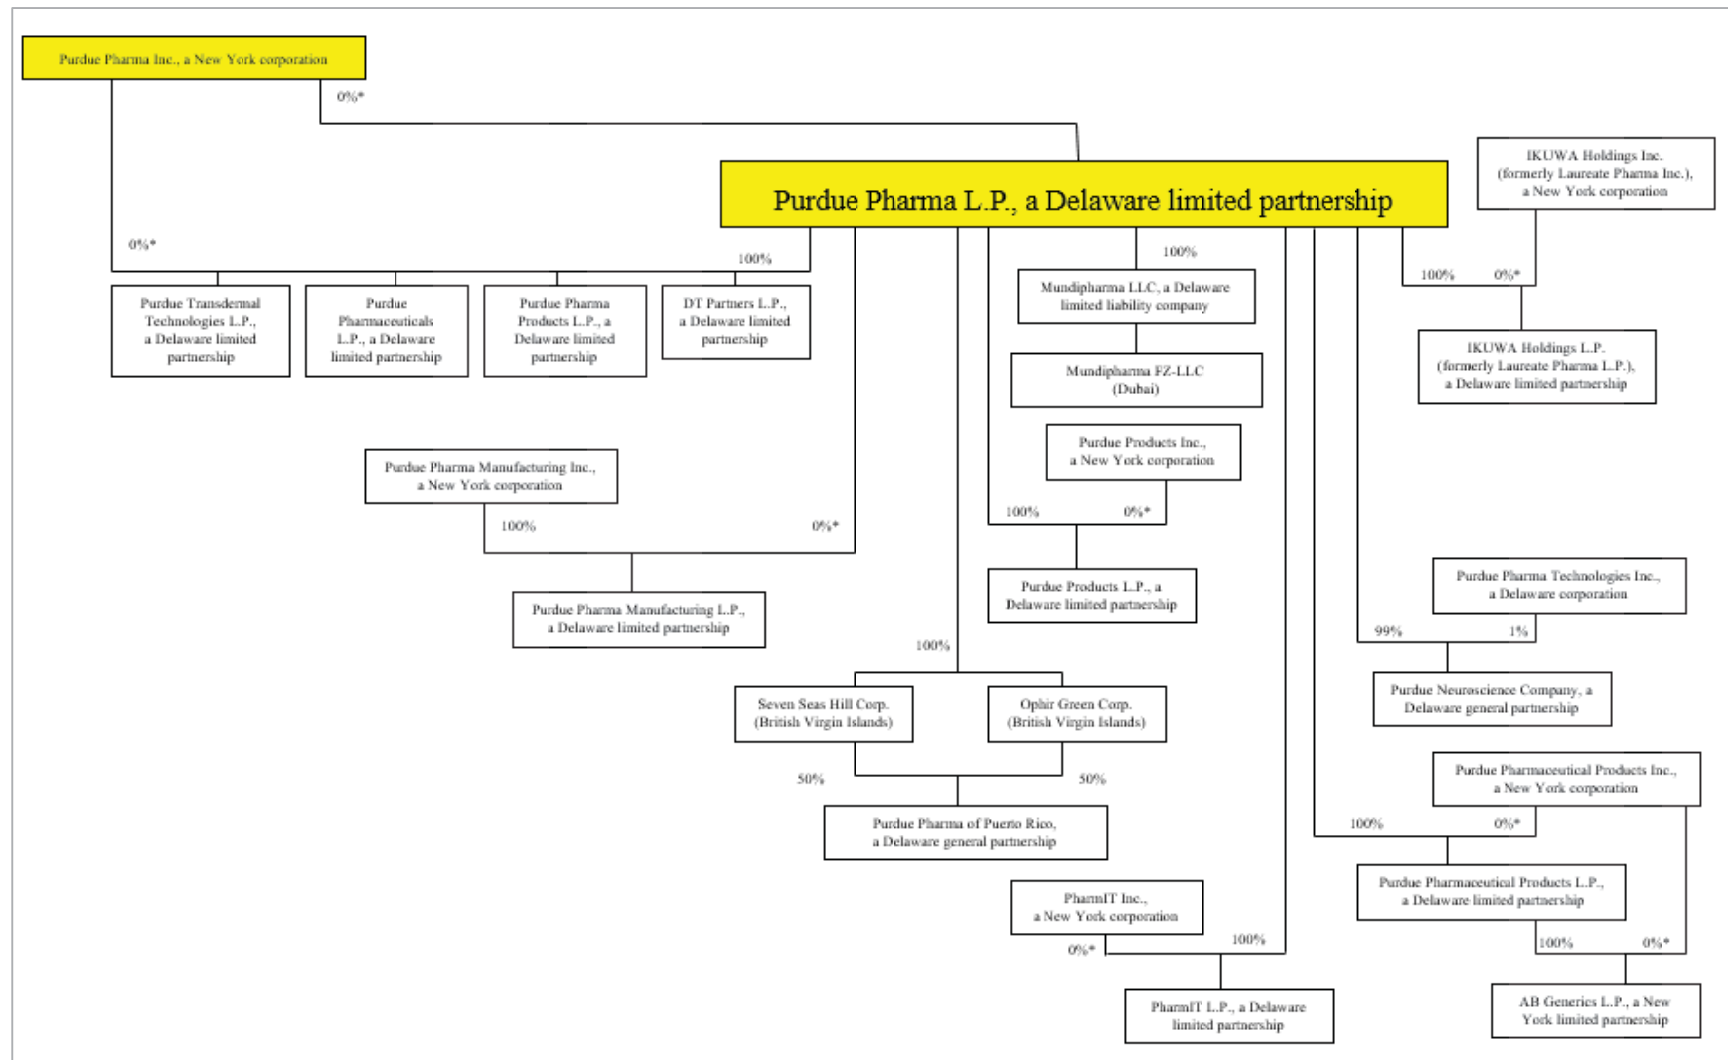 Purdue Pharma Inc., a New York corporation
0%*
Purdue Pharma L.P., a Delaware limited partnership
IKUWA Holdings Inc.
(formerly Laureate Pharma Inc.),
a New York corporation
0%*
100%
100%
100%
0%*
Purdue Transdermal
Technologies L.P.,
a Delaware limited
partnership
Purdue
Pharmaceuticals
L.P., a Delaware
limited partnership
Purdue Pharma
Products L.P., a
Delaware limited
partnership
DT Partners L.P.,
a Delaware limited
partnership
Mundipharma LLC, a Delaware
limited liability company
Mundipharma FZ-LLC
(Dubai)
IKUWA Holdings L.P.
(formerly Laureate Pharma L.P.),
a Delaware limited partnership
Purdue Pharma Manufacturing Inc.,
a New York corporation
Purdue Products Inc.,
a New York corporation
100%
0%*
100%
0%*
Purdue Pharma Manufacturing L.P.,
a Delaware limited partnership
Purdue Products L.P., a
Delaware limited partnership
Purdue Pharma Technologies Inc.,
a Delaware corporation
99%
1%
100%
Seven Seas Hill Corp.
(British Virgin Islands)
Ophir Green Corp.
(British Virgin Islands)
Purdue Neuroscience Company, a
Delaware general partnership
50%
50%
Purdue Pharma of Puerto Rico,
a Delaware general partnership
Purdue Pharmaceutical Products Inc.,
a New York corporation
100%
0%*
Purdue Pharmaceutical Products L.P.,
a Delaware limited partnership
PharmIT Inc.,
a New York corporation
0%*
100%
100%
0%*
PharmIT L.P., a Delaware
limited partnership
AB Generics L.P., a New
York limited partnership